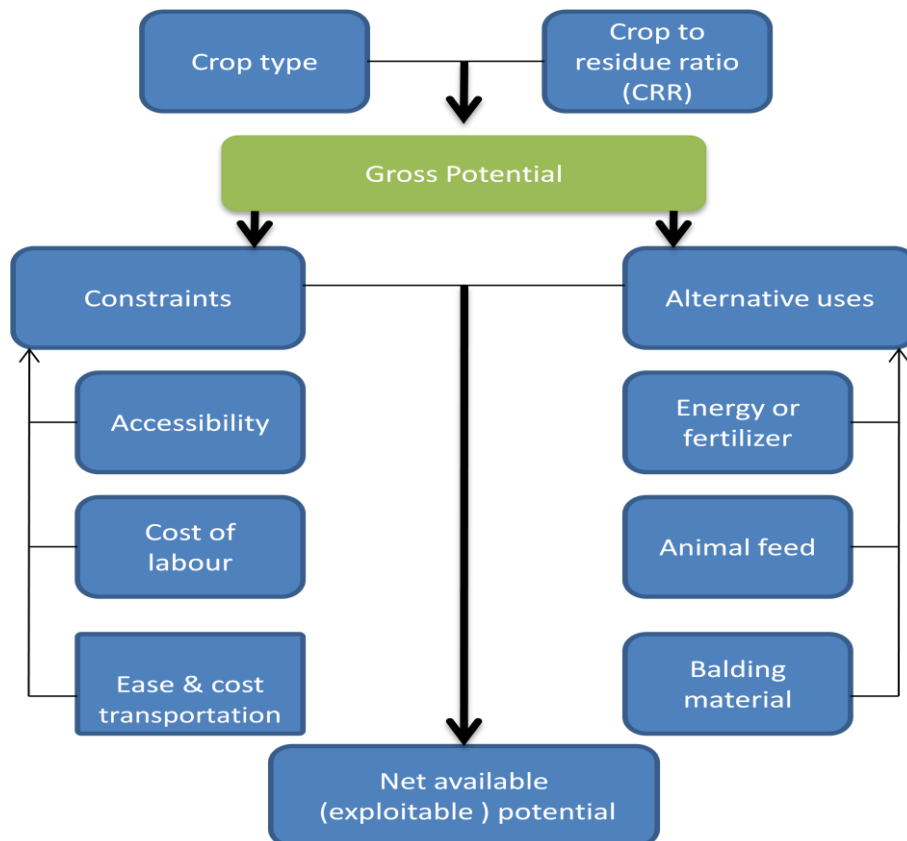 Crop type
Crop to
residue ratio
(CRR)
Gross Potential
Constraints
Alternative uses
Accessibility
Energy or
fertilizer
Cost of
labour
Animal feed
Ease & cost
transportation
Balding
material
Net available
(exploitable ) potential